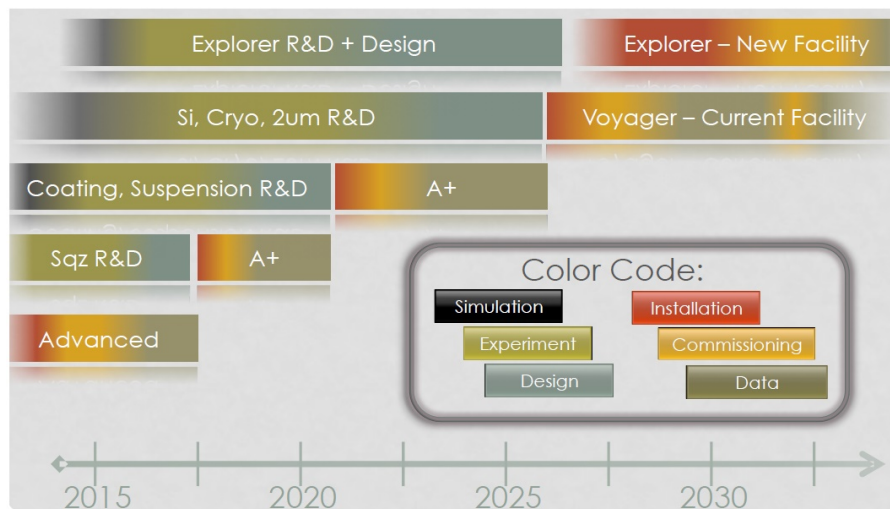 Explorer R&D + Design
Explorer – New Facility
Si, Cryo, 2um R&D
Voyager – Current Facility
Coating, Suspension R&D
A+
Sqz R&D
A+
Advanced
Color Code:
Simulation
Installation
Experiment
Commissioning
Design
Data
2015
2020
2025
2030